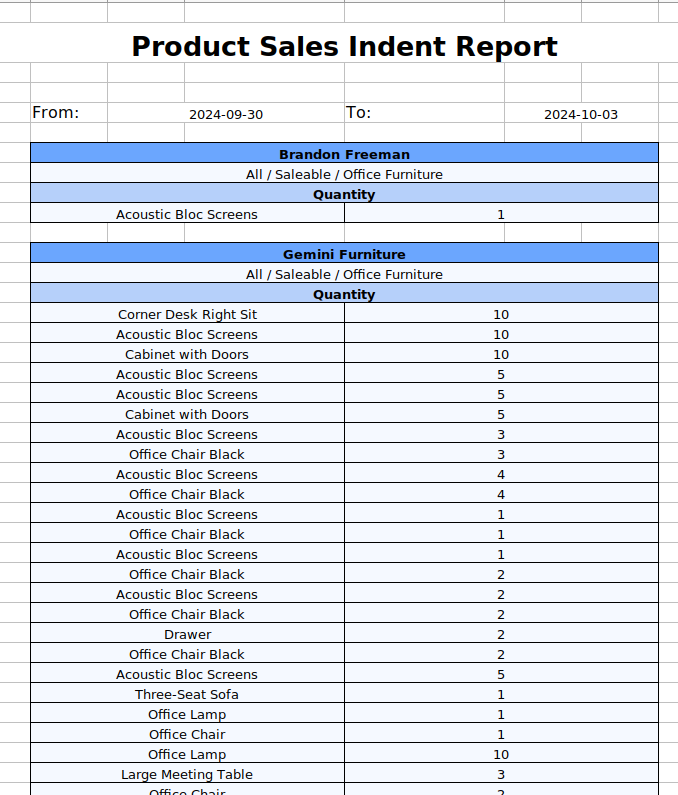 Product Sales Indent Report
From: 2024-09-30 To: 2024-10-03
Brandon Freeman
All / Saleable / Office Furniture
Quantity
Acoustic Bloc Screens 1
Gemini Furniture
All / Saleable / Office Furniture
Quantity
Corner Desk Right Sit 10
Acoustic Bloc Screens 10
Cabinet with Doors 10
Acoustic Bloc Screens 5
Acoustic Bloc Screens 5
Cabinet with Doors 5
Acoustic Bloc Screens 3
Office Chair Black 3
Acoustic Bloc Screens 4
Office Chair Black 4
Acoustic Bloc Screens 1
Office Chair Black 1
Acoustic Bloc Screens 1
Office Chair Black 2
Acoustic Bloc Screens 2
Office Chair Black 2
Drawer 2
Office Chair Black 2
Acoustic Bloc Screens 5
Three-Seat Sofa 1
Office Lamp 1
Office Chair 1
Office Lamp 10
Large Meeting Table 3
Office Chair 2